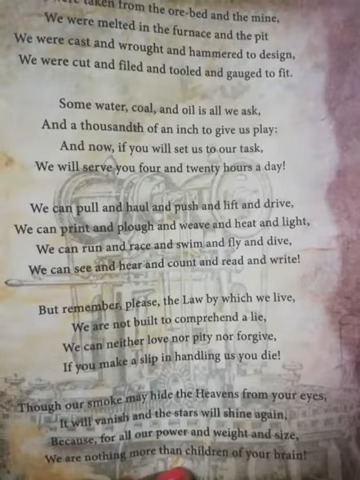 were taken from the ore-bed and the mine,
We were melted in the furnace and the pit
We were cast and wrought and hammered to design,
We were cut and filed and tooled and gauged to fit.
Some water, coal, and oil is all we ask,
And a thousandth of an inch to give us play:
And now, if you will set us to our task,
We will serve you four and twenty hours a day!
We can pull and haul and push and lift and drive,
We can print and plough and weave and heat and light,
We can run and race and swim and fly and dive,
We can see and hear and count and read and write!
But remember, please, the Law by which we live,
We are not built to comprehend a lie,
We can neither love nor pity nor forgive,
If you make a slip in handling us you die!
Though our smoke may hide the Heavens from your eyes,
It will vanish and the stars will shine again,
Because, for all our power and weight and size,
We are nothing more than children of your brain!